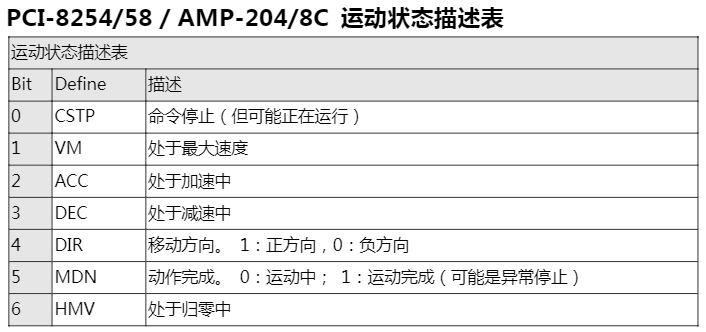 PCI-8254/58 / AMP-204/8C 运动状态描述表
运动状态描述表
Bit Define 描述
0 CSTP 命令停止（但可能正在运行）
1 VM 处于最大速度
2 ACC 处于加速中
3 DEC 处于减速中
4 DIR 移动方向。 1：正方向，0：负方向
5 MDN 动作完成。 0：运动中； 1：运动完成（可能是异常停止）
6 HMV 处于归零中